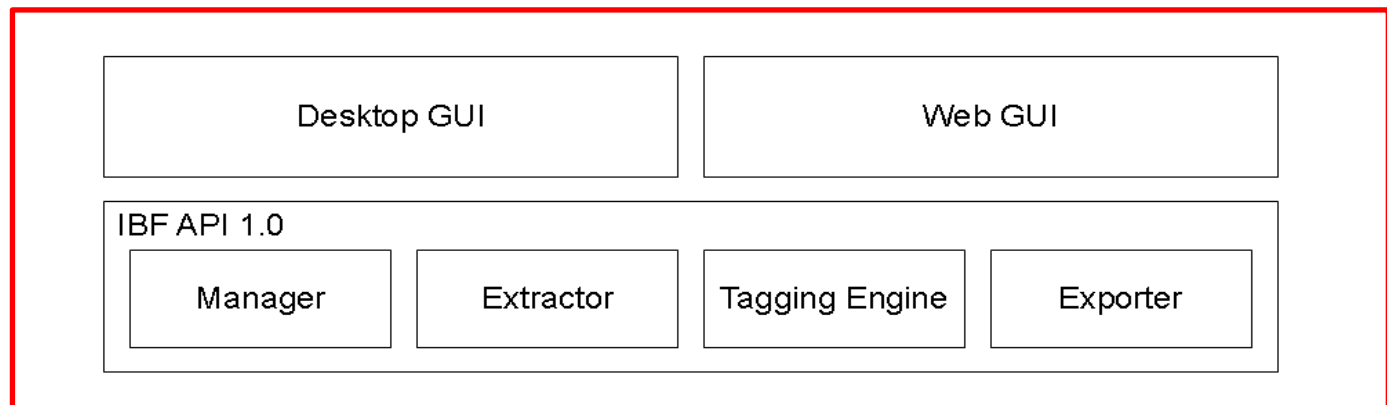 Desktop GUI
Web GUI
IBF API 1.0
Manager
Extractor
Tagging Engine
Exporter